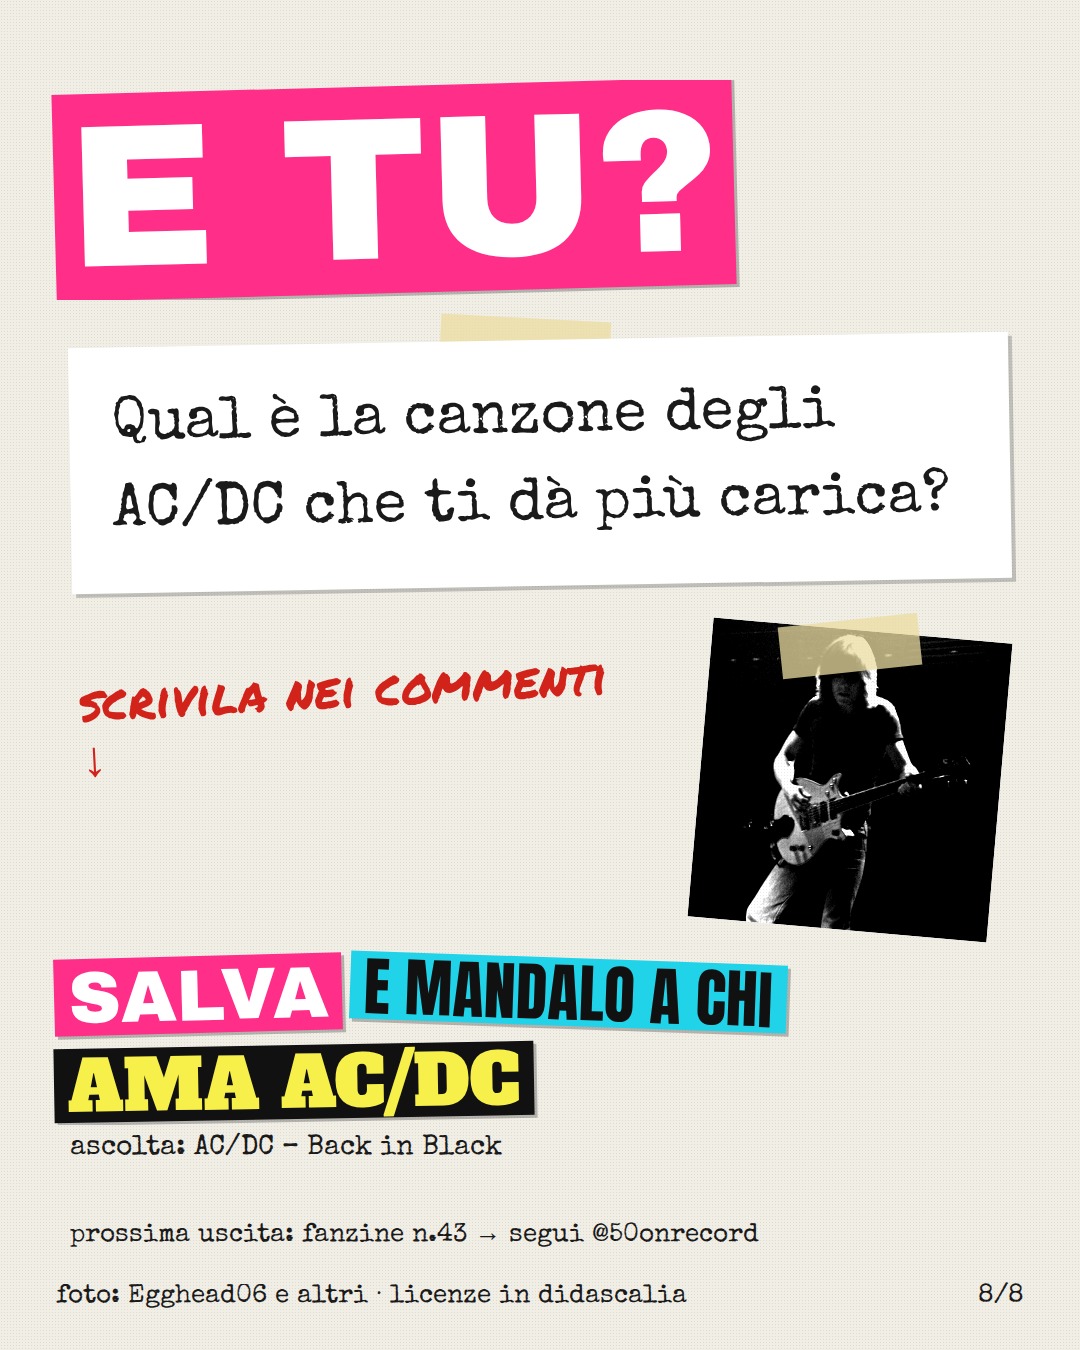 E TU?
Qual è la canzone degli
AC/DC che ti dà più carica?
SCRIVILA NEI COMMENTI
↓
SALVA E MANDALO A CHI
AMA AC/DC
ascolta: AC/DC – Back in Black
prossima uscita: fanzine n.43 → segui @50onrecord
foto: Egghead06 e altri · licenze in didascalia 8/8